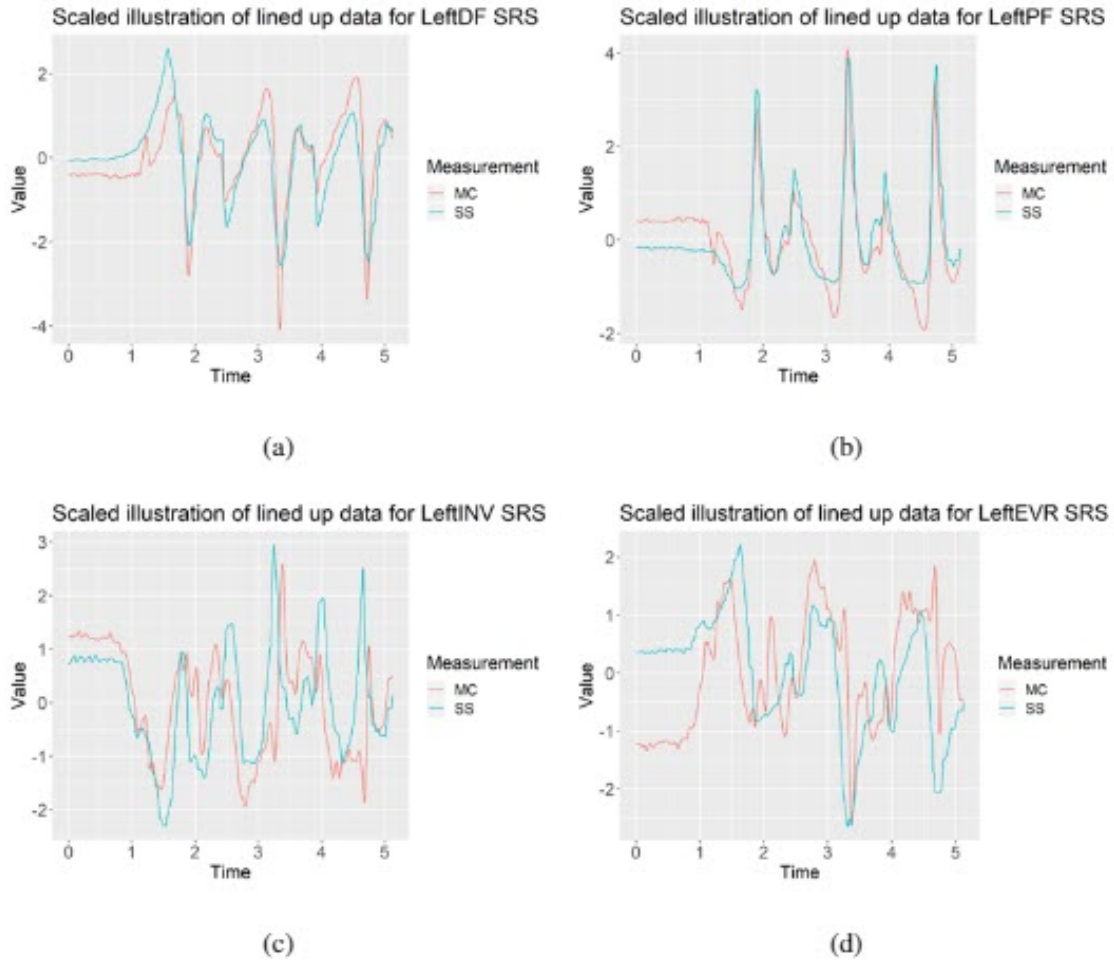 Scaled illustration of lined up data for LeftDF SRS
2
0
-2
-4
Value
0 1 2 3 4 5
Time
Measurement
MC
SS
(a)
Scaled illustration of lined up data for LeftPF SRS
4
2
0
-2
Value
0 1 2 3 4 5
Time
Measurement
MC
SS
(b)
Scaled illustration of lined up data for LeftINV SRS
3
2
1
0
-1
-2
Value
0 1 2 3 4 5
Time
Measurement
MC
SS
(c)
Scaled illustration of lined up data for LeftEVR SRS
2
1
0
-1
-2
Value
0 1 2 3 4 5
Time
Measurement
MC
SS
(d)